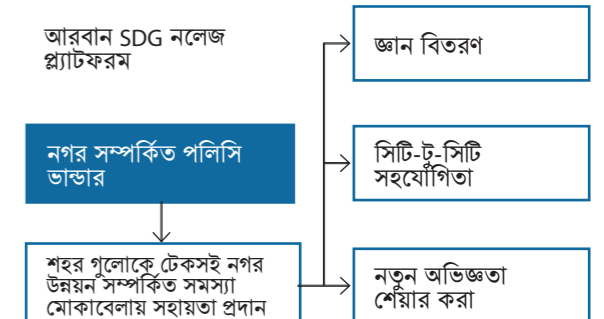 আরবান SDG নলেজ
প্ল্যাটফরম
নগর সম্পর্কিত পলিসি
ভান্ডার
শহর গুলোকে টেকসই নগর
উন্নয়ন সম্পর্কিত সমস্যা
মোকাবেলায় সহায়তা প্রদান
জ্ঞান বিতরণ
সিটি-টু-সিটি
সহযোগিতা
নতুন অভিজ্ঞতা
শেয়ার করা